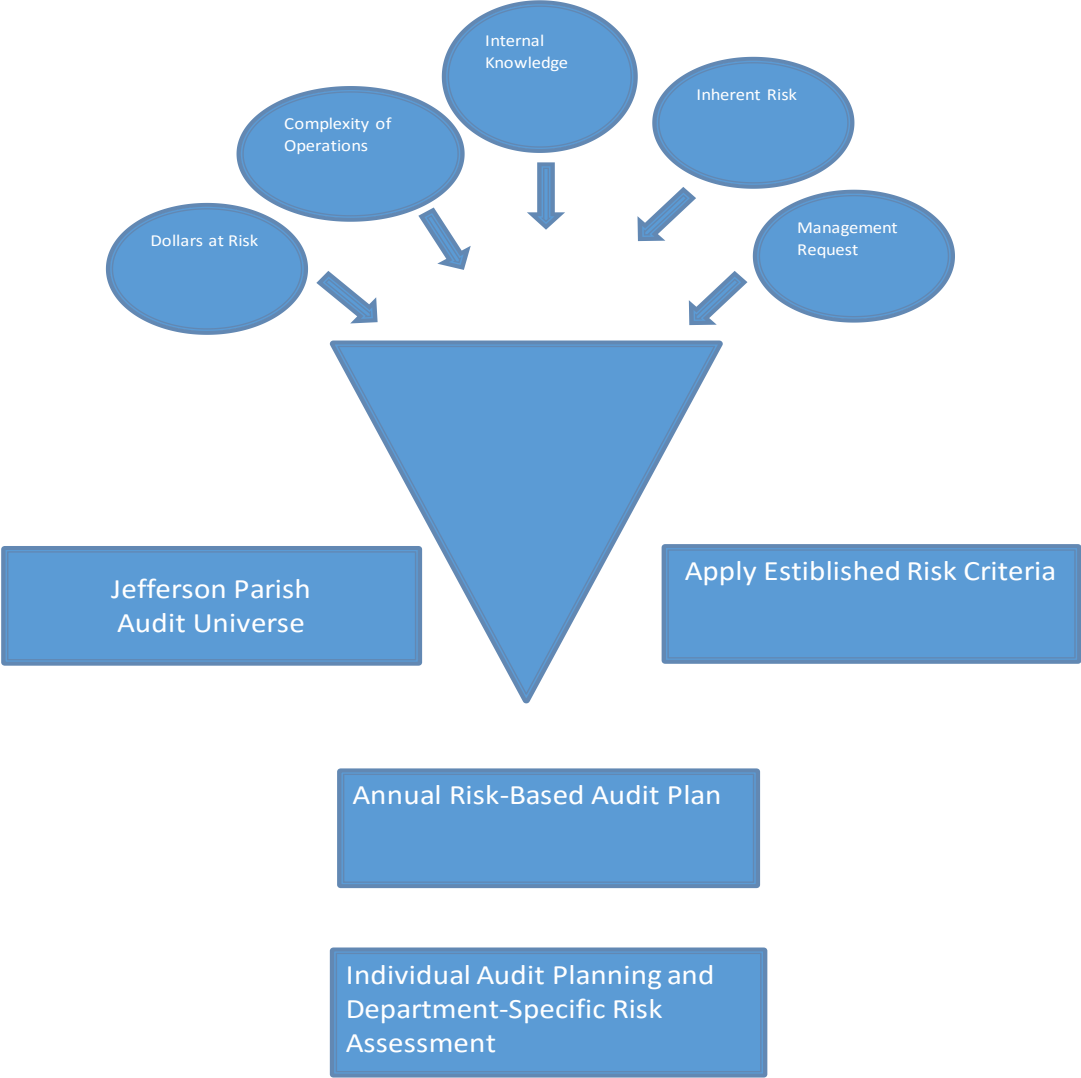 Internal
Knowledge
Inherent Risk
Complexity of
Operations
Dollars at Risk
Management
Request
Jefferson Parish
Audit Universe
Apply Estiblished Risk Criteria
Annual Risk-Based Audit Plan
Individual Audit Planning and
Department-Specific Risk
Assessment